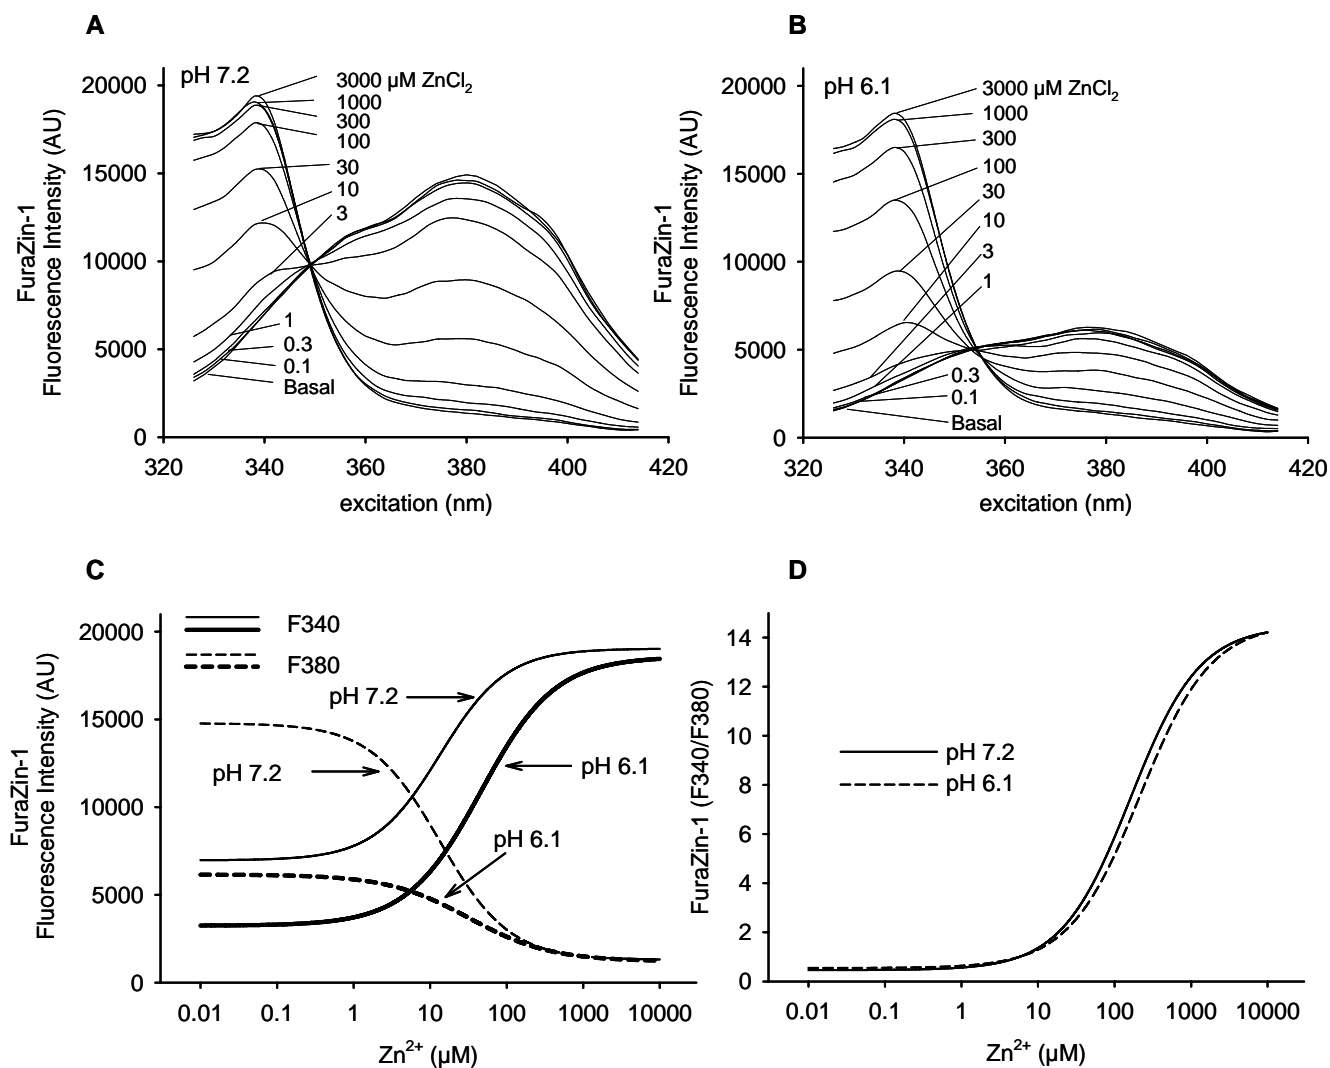 A
pH 7.2
3000 µM ZnCl₂
1000
300
100
30
10
3
1
0.3
0.1
Basal
20000
15000
10000
5000
0
320
340
360
380
400
420
excitation (nm)
FuraZin-1
Fluorescence Intensity (AU)
B
pH 6.1
3000 µM ZnCl₂
1000
300
100
30
10
3
1
0.3
0.1
Basal
20000
15000
10000
5000
0
320
340
360
380
400
420
excitation (nm)
FuraZin-1
Fluorescence Intensity (AU)
C
F340
F380
pH 7.2
pH 7.2
pH 6.1
pH 6.1
20000
15000
10000
5000
0
0.01
0.1
1
10
100
1000
10000
Zn²⁺ (µM)
FuraZin-1
Fluorescence Intensity (AU)
D
pH 7.2
pH 6.1
14
12
10
8
6
4
2
0
0.01
0.1
1
10
100
1000
10000
Zn²⁺ (µM)
FuraZin-1 (F340/F380)